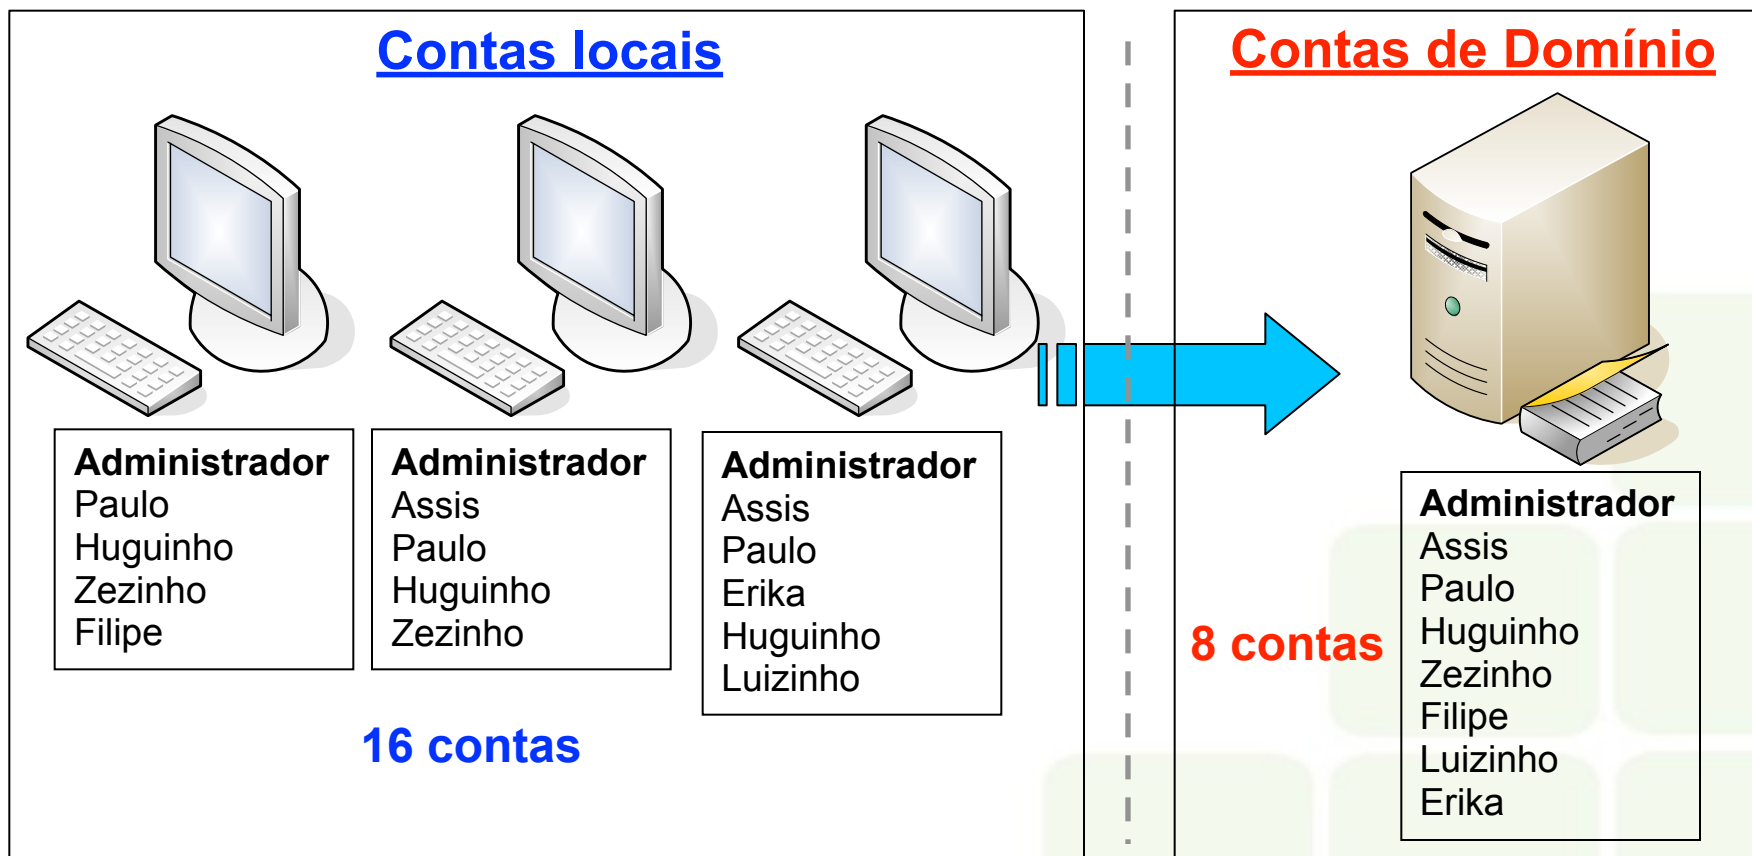 Contas locais
Administrador
Paulo
Huguinho
Zezinho
Filipe
Administrador
Assis
Paulo
Huguinho
Zezinho
Administrador
Assis
Paulo
Erika
Huguinho
Luizinho
16 contas
Contas de Domínio
8 contas
Administrador
Assis
Paulo
Huguinho
Zezinho
Filipe
Luizinho
Erika